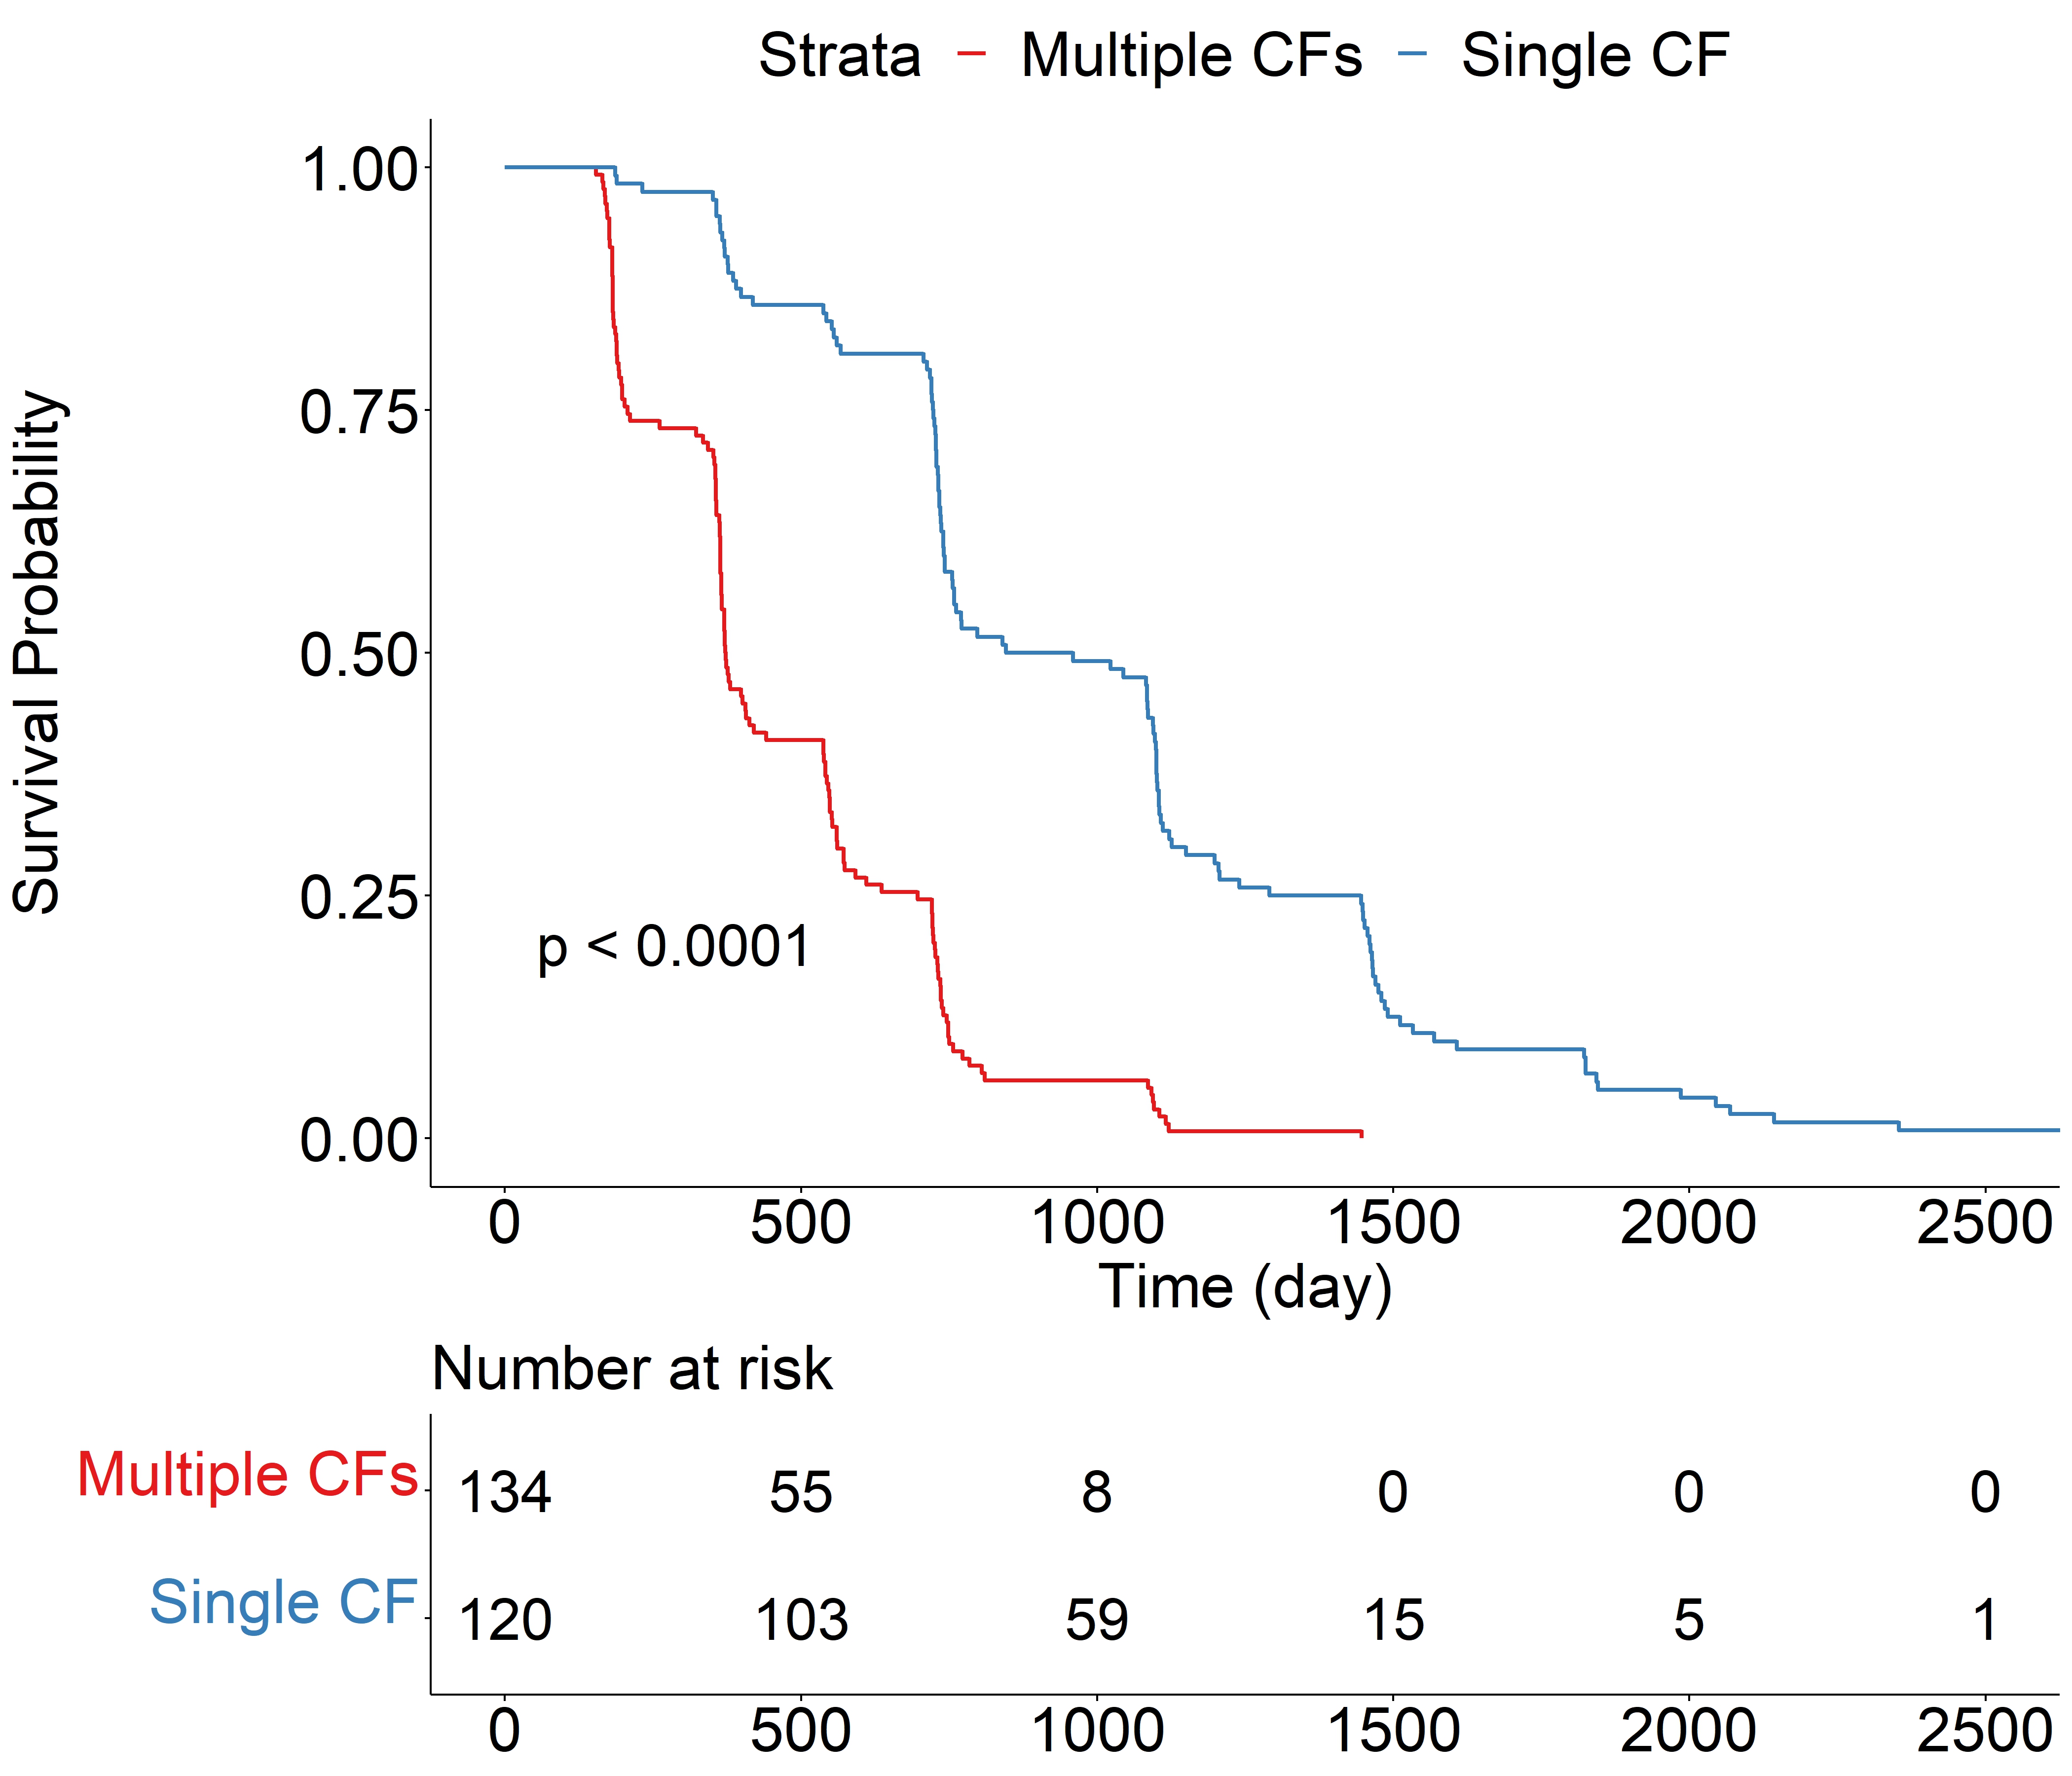 Strata Multiple CFs Single CF
Survival Probability
1.00
0.75
0.50
0.25
0.00
p < 0.0001
0 500 1000 1500 2000 2500
Time (day)
Number at risk
Multiple CFs 134 55 8 0 0 0
Single CF 120 103 59 15 5 1
0 500 1000 1500 2000 2500